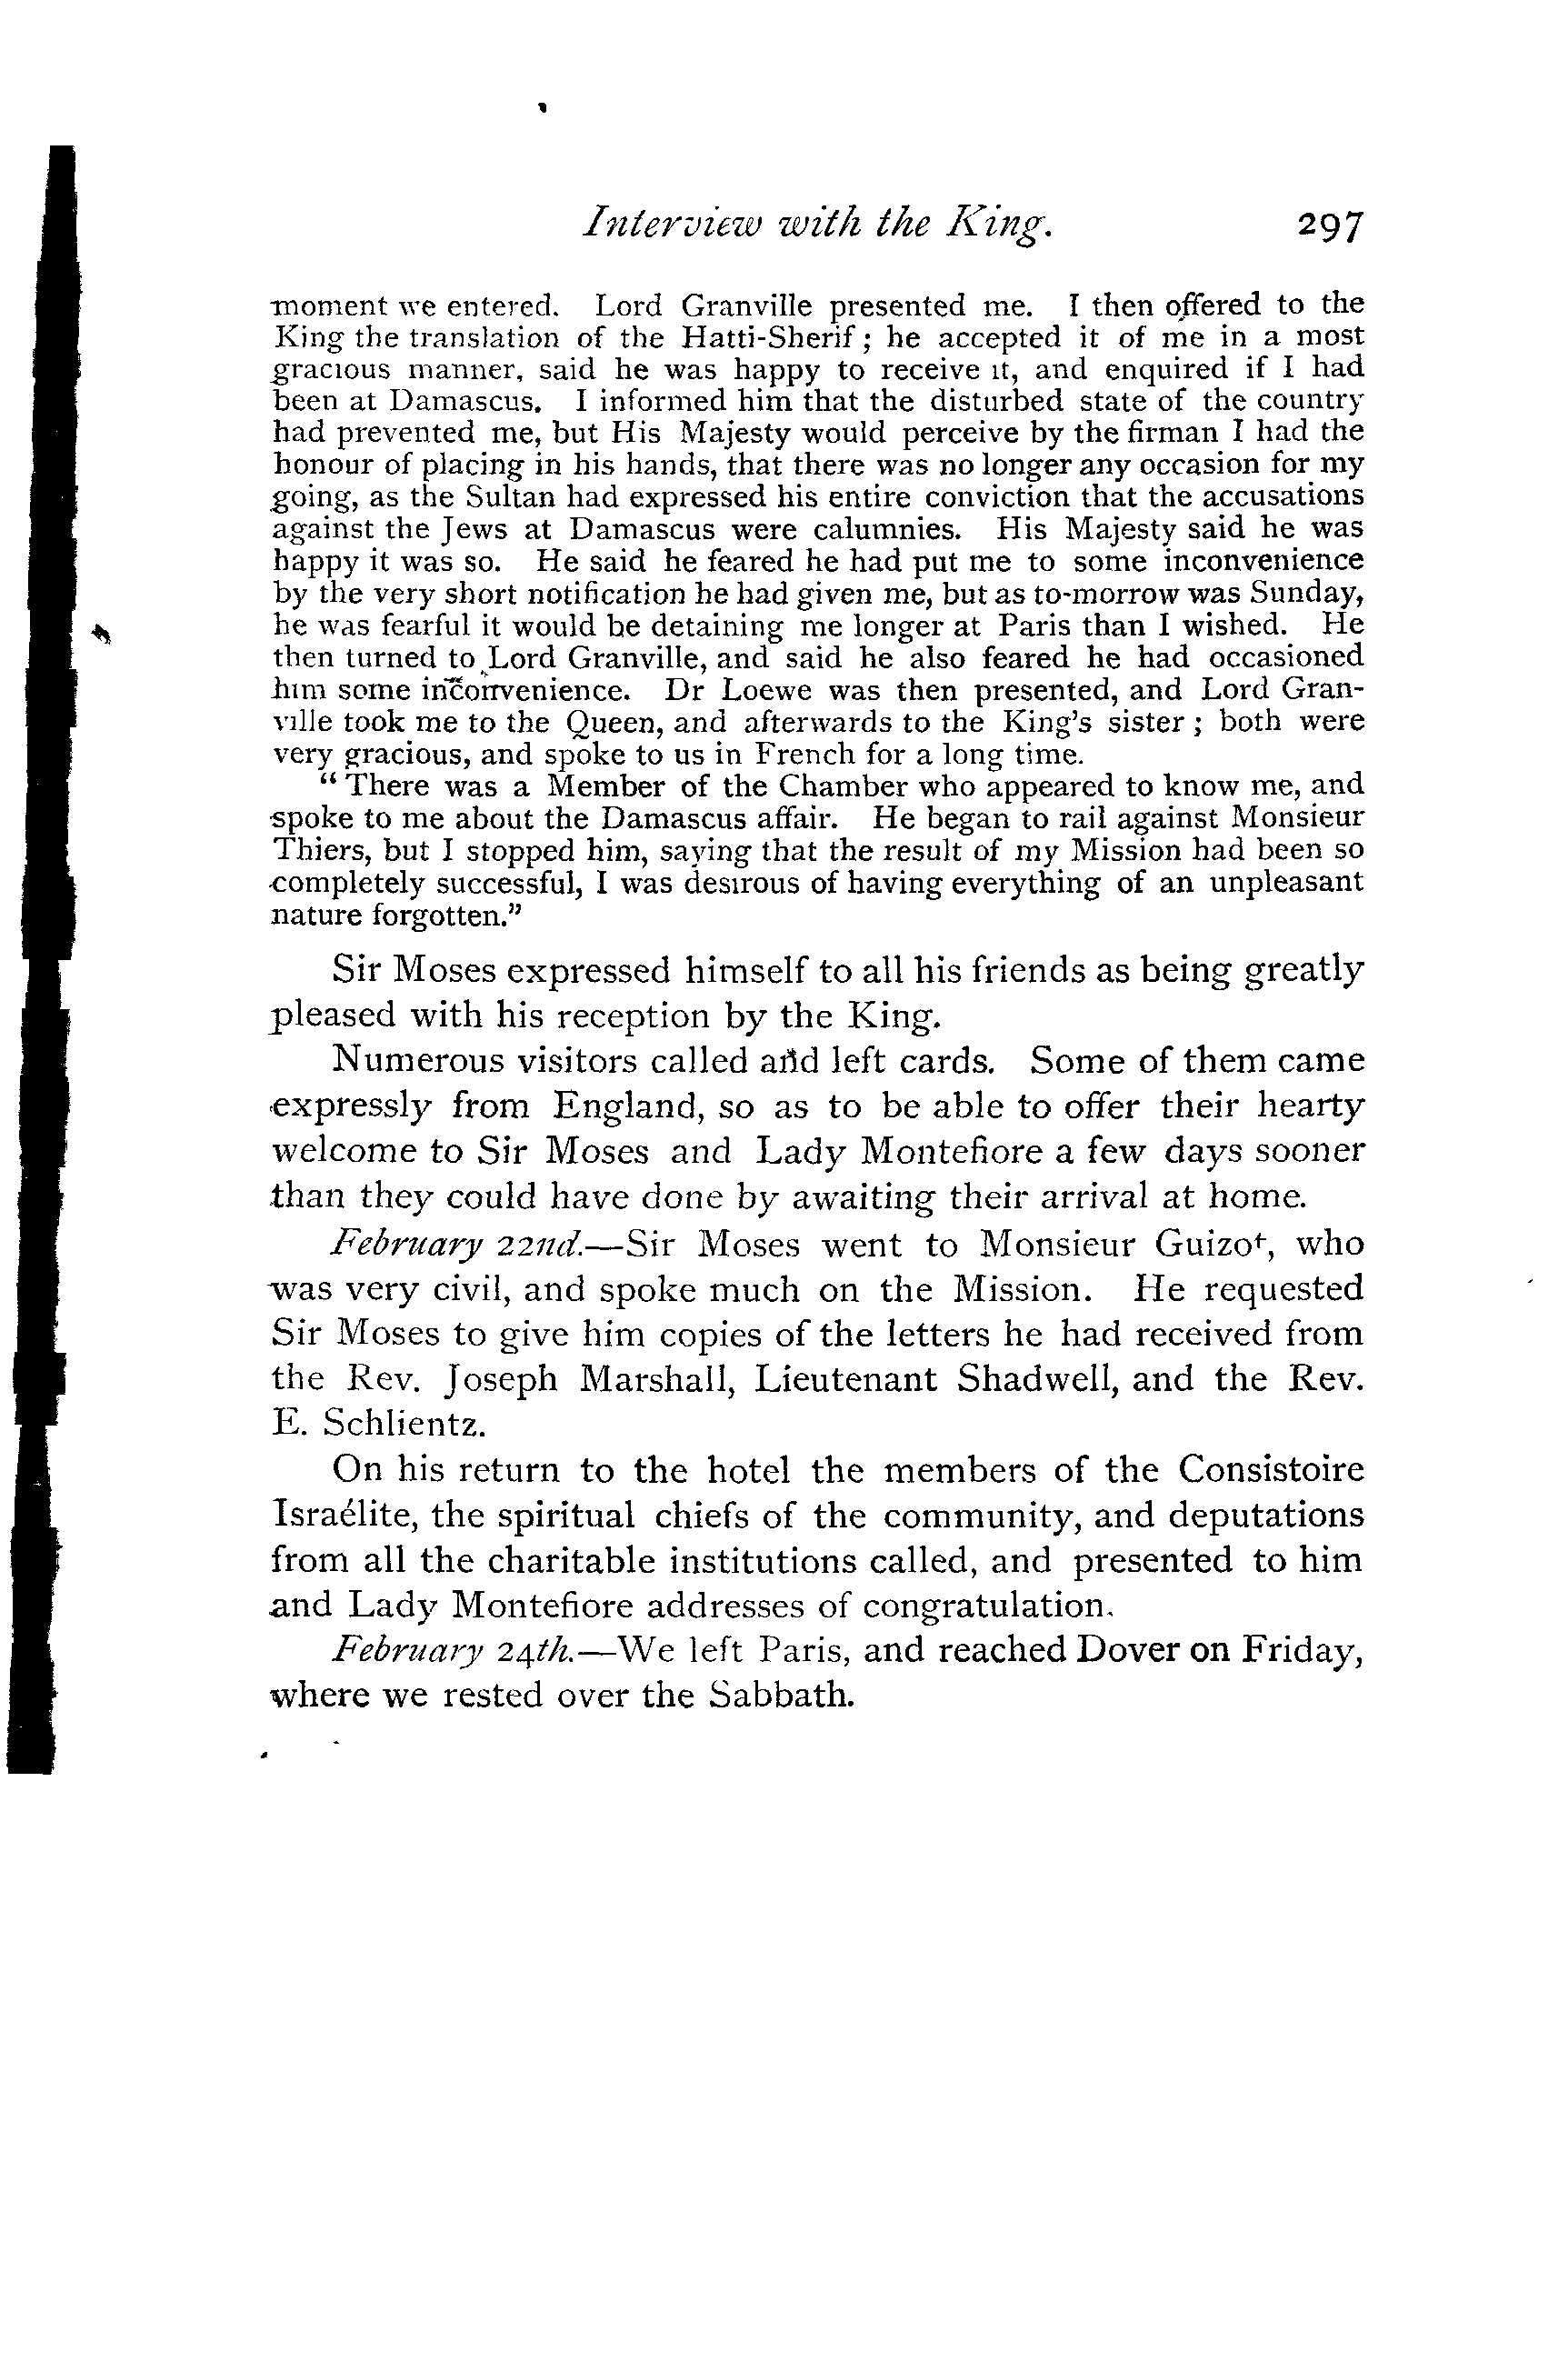 Interview with the King. 297
moment we entered. Lord Granville presented me. I then offered to the
King the translation of the Hatti-Sherif; he accepted it of me in a most
gracious manner, said he was happy to receive it, and enquired if I had
been at Damascus. I informed him that the disturbed state of the country
had prevented me, but His Majesty would perceive by the firman I had the
honour of placing in his hands, that there was no longer any occasion for my
going, as the Sultan had expressed his entire conviction that the accusations
against the Jews at Damascus were calumnies. His Majesty said he was
happy it was so. He said he feared he had put me to some inconvenience
by the very short notification he had given me, but as to-morrow was Sunday,
he was fearful it would be detaining me longer at Paris than I wished. He
then turned to Lord Granville, and said he also feared he had occasioned
him some inconvenience. Dr Loewe was then presented, and Lord Gran-
ville took me to the Queen, and afterwards to the King's sister; both were
very gracious, and spoke to us in French for a long time.
"There was a Member of the Chamber who appeared to know me, and
spoke to me about the Damascus affair. He began to rail against Monsieur
Thiers, but I stopped him, saying that the result of my Mission had been so
completely successful, I was desirous of having everything of an unpleasant
nature forgotten."
Sir Moses expressed himself to all his friends as being greatly
pleased with his reception by the King.
Numerous visitors called and left cards. Some of them came
expressly from England, so as to be able to offer their hearty
welcome to Sir Moses and Lady Montefiore a few days sooner
than they could have done by awaiting their arrival at home.
February 22nd.—Sir Moses went to Monsieur Guizot, who
was very civil, and spoke much on the Mission. He requested
Sir Moses to give him copies of the letters he had received from
the Rev. Joseph Marshall, Lieutenant Shadwell, and the Rev.
E. Schlientz.
On his return to the hotel the members of the Consistoire
Israélite, the spiritual chiefs of the community, and deputations
from all the charitable institutions called, and presented to him
and Lady Montefiore addresses of congratulation.
February 24th.—We left Paris, and reached Dover on Friday,
where we rested over the Sabbath.